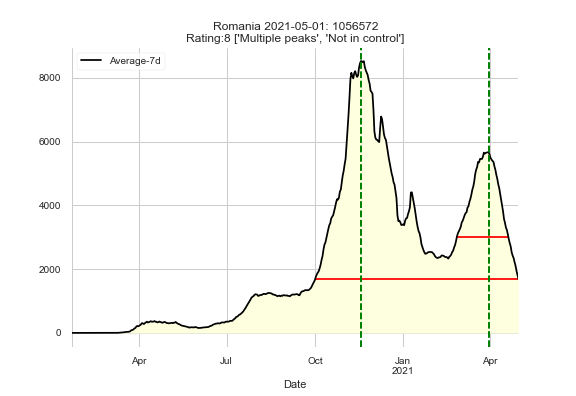 Romania 2021-05-01: 1056572
Rating:8 ['Multiple peaks', 'Not in control']
Average-7d
8000
6000
4000
2000
0
Apr
Jul
Oct
Jan
2021
Apr
Date